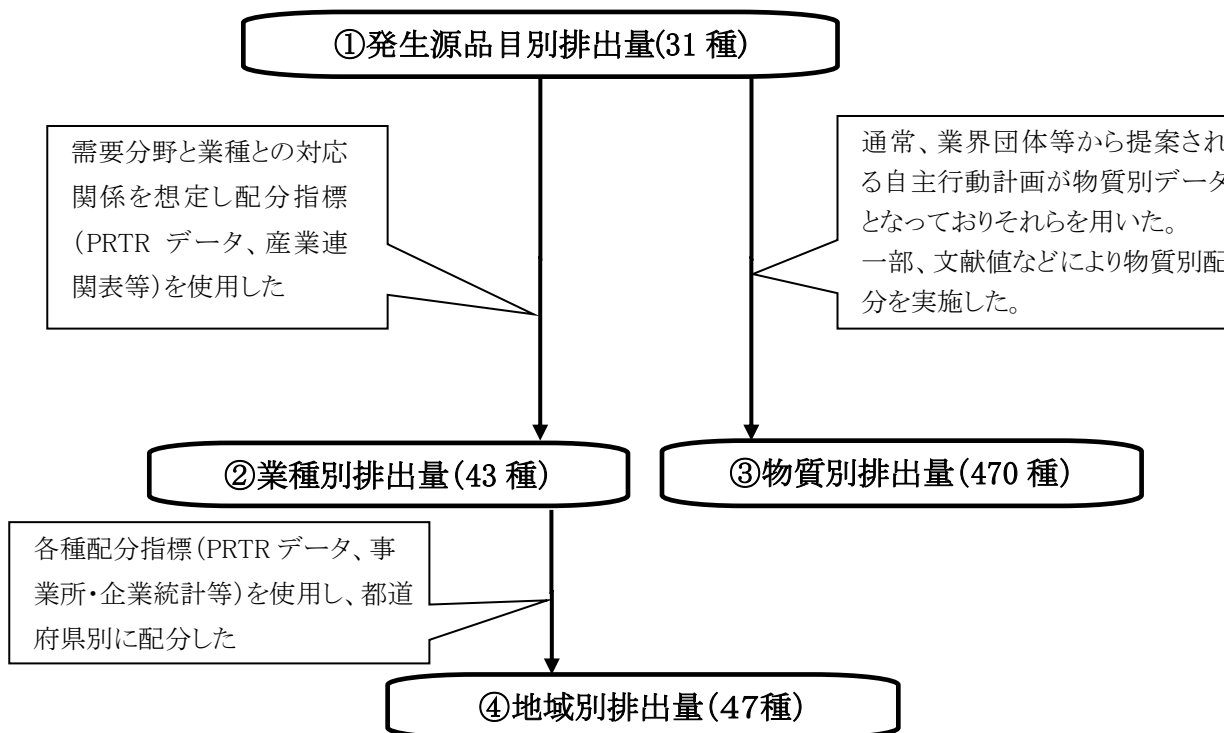 ①発生源品目別排出量(31 種)
需要分野と業種との対応
関係を想定し配分指標
（PRTR データ、産業連
関表等）を使用した
通常、業界団体等から提案され
る自主行動計画が物質別データ
となっておりそれらを用いた。
一部、文献値などにより物質別配
分を実施した。
②業種別排出量(43 種)
③物質別排出量(470 種)
各種配分指標（PRTR データ、事
業所・企業統計等）を使用し、都道
府県別に配分した
④地域別排出量(47種)